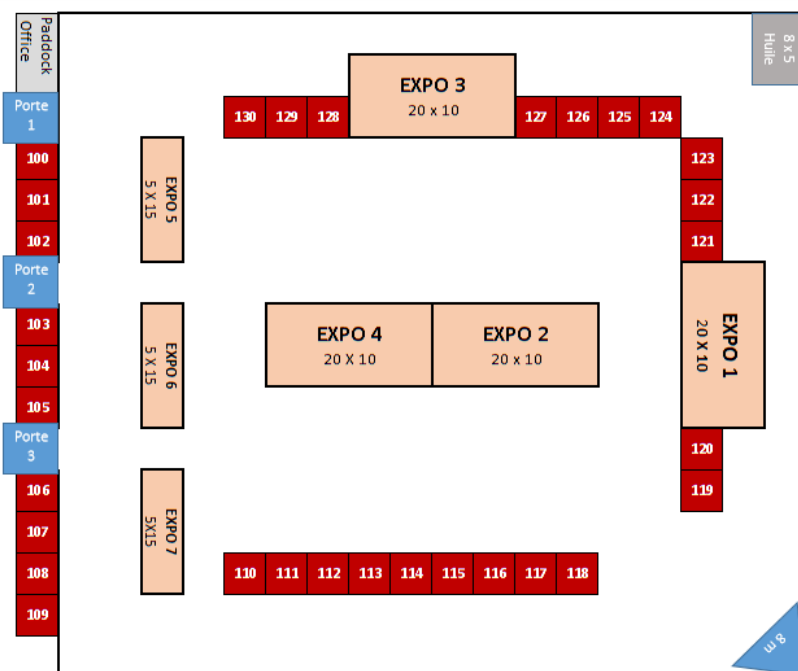 Paddock
Office
8 x 5
Huile
Porte
1
EXPO 3
20 x 10
130
129
128
127
126
125
124
100
101
102
EXPO 5
5 X 15
123
122
121
Porte
2
103
104
105
EXPO 6
5 X 15
EXPO 4
20 X 10
EXPO 2
20 x 10
EXPO 1
20 X 10
Porte
3
120
119
106
107
108
109
EXPO 7
5X15
110
111
112
113
114
115
116
117
118
8 m